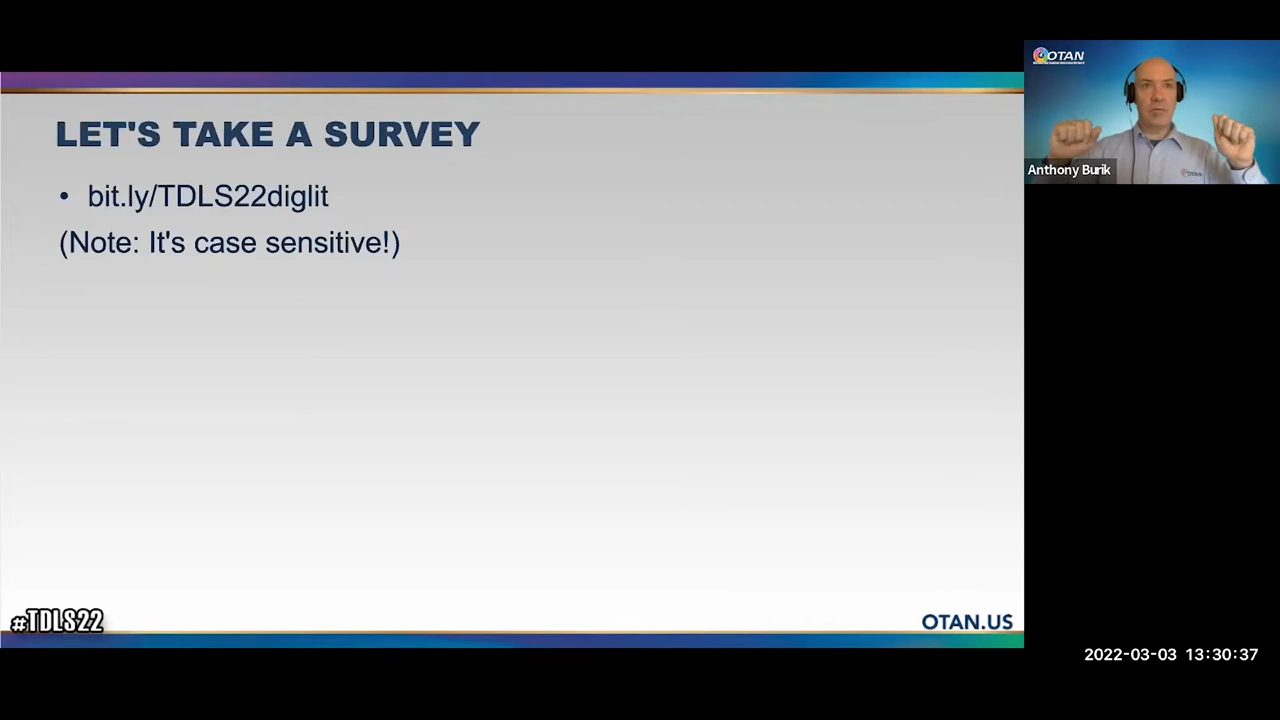 LET'S TAKE A SURVEY
• bit.ly/TDLS22diglit
(Note: It's case sensitive!)
#TDLS22
OTAN.US
OTAN
Anthony Burik
OTAN
2022-03-03 13:30:37